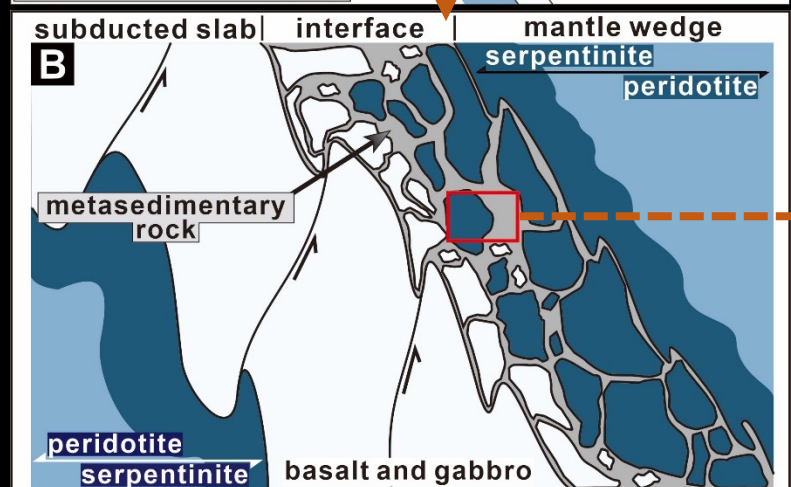 subducted slab
interface
mantle wedge
B
serpentinite
peridotite
metasedimentary
rock
peridotite
serpentinite
basalt and gabbro